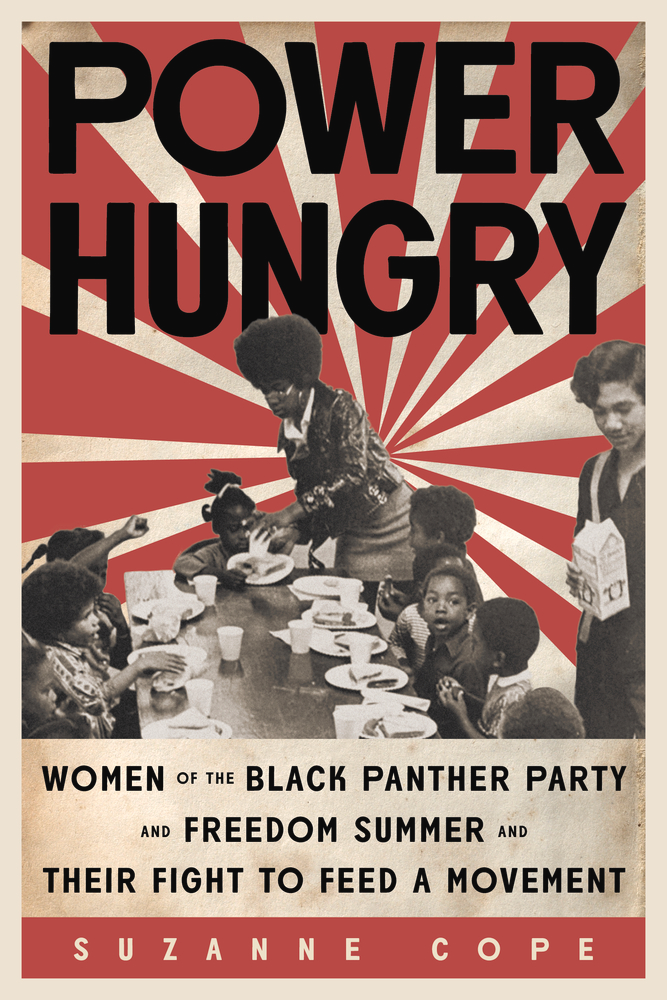 POWER
HUNGRY
WOMEN OF THE BLACK PANTHER PARTY
AND FREEDOM SUMMER AND
THEIR FIGHT TO FEED A MOVEMENT
SUZANNE COPE